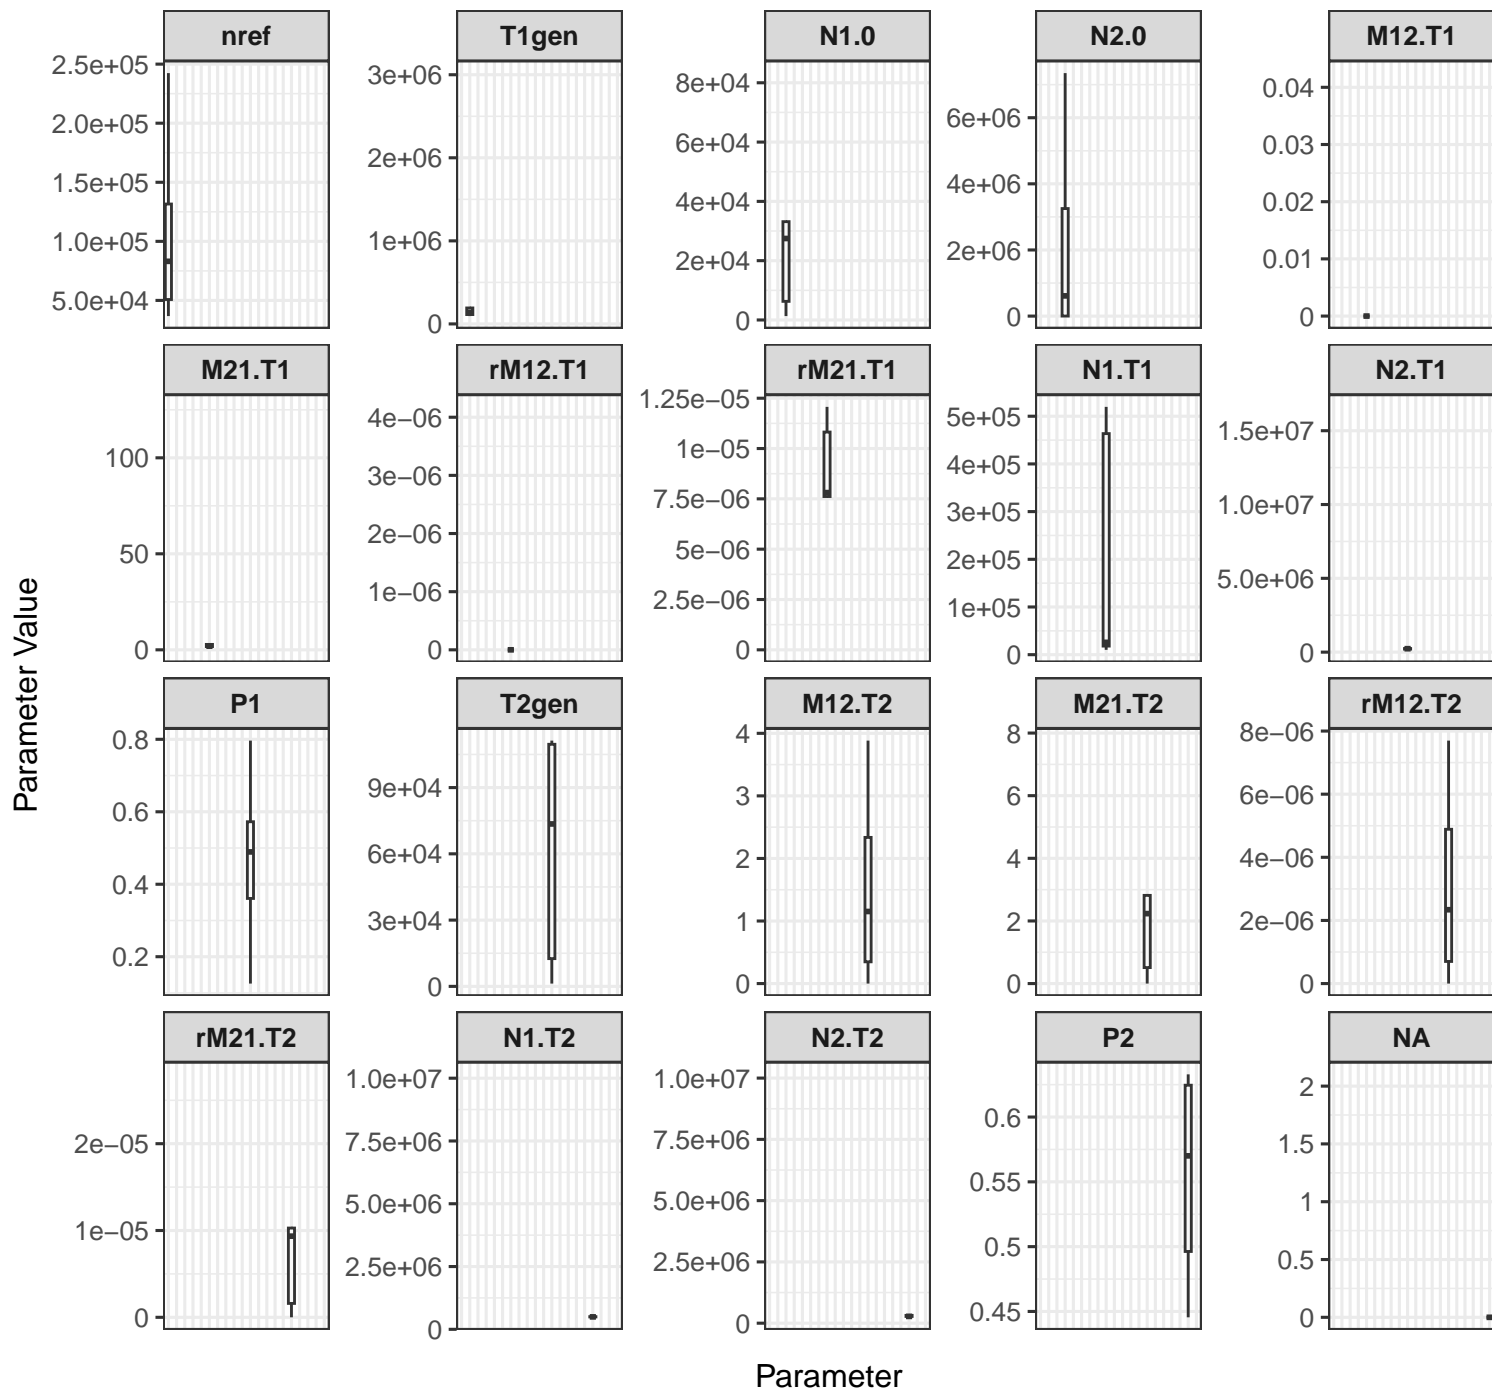 nref
T1gen
N1.0
N2.0
M12.T1
2.5e+05
2.0e+05
1.5e+05
1.0e+05
5.0e+04
3e+06
2e+06
1e+06
0
8e+04
6e+04
4e+04
2e+04
0
6e+06
4e+06
2e+06
0
0.04
0.03
0.02
0.01
0
M21.T1
rM12.T1
rM21.T1
N1.T1
N2.T1
100
50
0
4e−06
3e−06
2e−06
1e−06
0
1.25e−05
1e−05
7.5e−06
5e−06
2.5e−06
0
5e+05
4e+05
3e+05
2e+05
1e+05
0
1.5e+07
1.0e+07
5.0e+06
0
P1
T2gen
M12.T2
M21.T2
rM12.T2
0.8
0.6
0.4
0.2
9e+04
6e+04
3e+04
0
4
3
2
1
0
8
6
4
2
0
8e−06
6e−06
4e−06
2e−06
0
rM21.T2
N1.T2
N2.T2
P2
NA
2e−05
1e−05
0
1.0e+07
7.5e+06
5.0e+06
2.5e+06
0
1.0e+07
7.5e+06
5.0e+06
2.5e+06
0
0.6
0.55
0.5
0.45
2
1.5
1
0.5
0
Parameter Value
Parameter